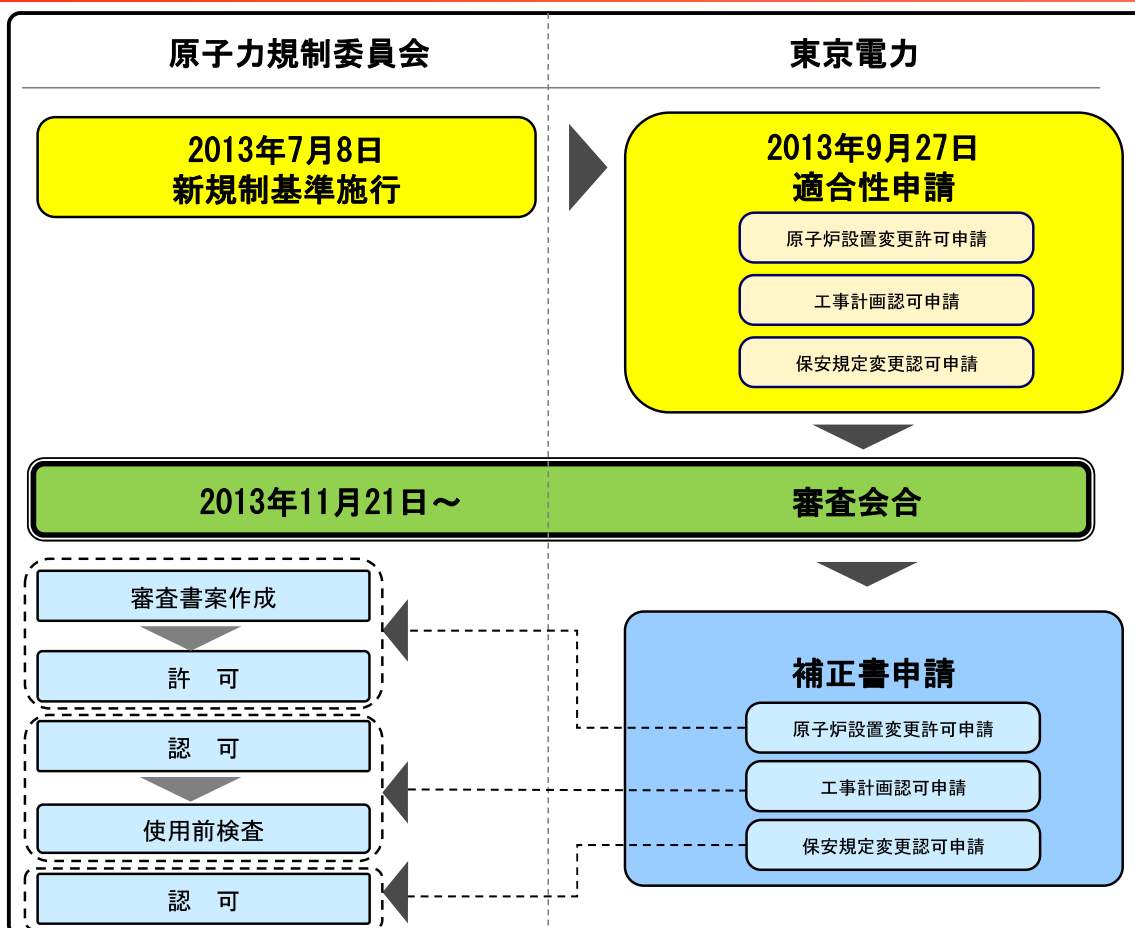 原子力規制委員会
東京電力
2013年7月8日
新規制基準施行
2013年9月27日
適合性申請
原子炉設置変更許可申請
工事計画認可申請
保安規定変更認可申請
2013年11月21日～
審査会合
審査書案作成
許　可
認　可
使用前検査
認　可
補正書申請
原子炉設置変更許可申請
工事計画認可申請
保安規定変更認可申請